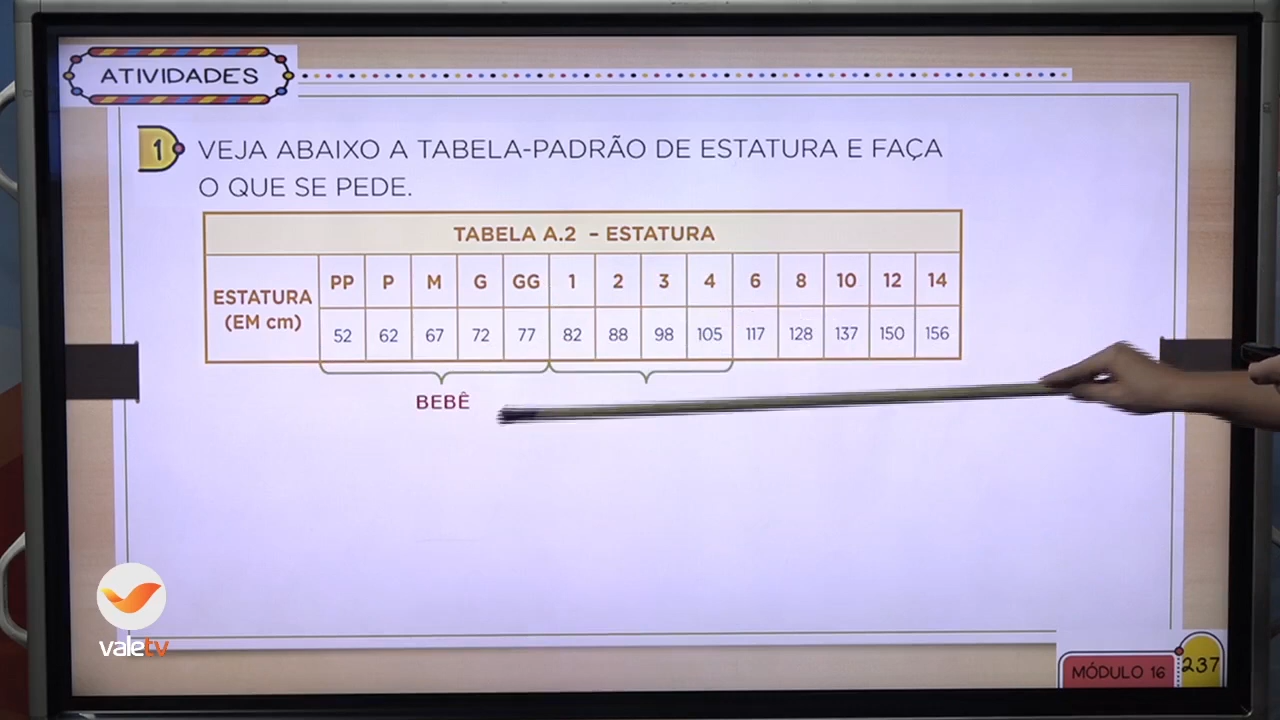 ATIVIDADES
1 VEJA ABAIXO A TABELA-PADRÃO DE ESTATURA E FAÇA
O QUE SE PEDE.
TABELA A.2 – ESTATURA
ESTATURA (EM cm) PP P M G GG 1 2 3 4 6 8 10 12 14
52 62 67 72 77 82 88 98 105 117 128 137 150 156
BEBÊ
valetv
MÓDULO 16 237